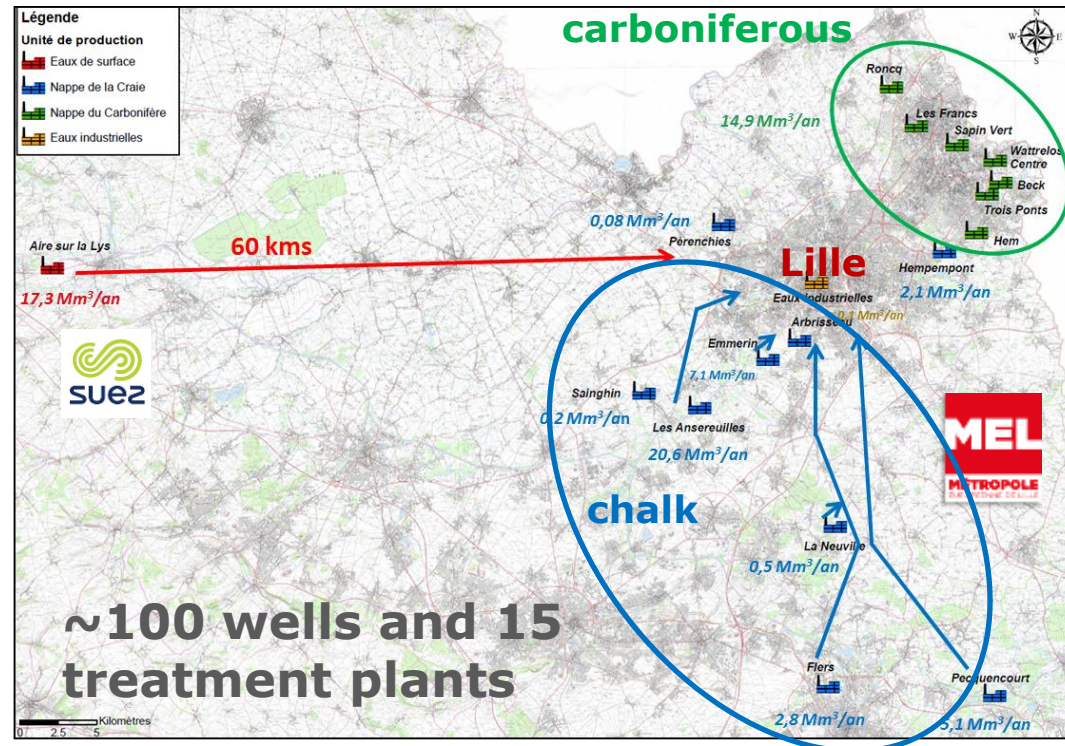 Légende
Unité de production
Eaux de surface
Nappe de la Craie
Nappe du Carbonifère
Eaux industrielles
carboniferous
N
W E
S
Roncq
14,9 Mm³/an
Les Francs
Sapin Vert
Wattrelos
Centre
Beck
Trois Ponts
Hem
0,08 Mm³/an
Pérenchies
Aire sur la Lys
60 kms
17,3 Mm³/an
Lille
Hempempont
2,1 Mm³/an
Eaux industrielles
0,1 Mm³/an
Arbrisseau
Emmerin
7,1 Mm³/an
suez
Sainghin
0,2 Mm³/an
Les Ansereuilles
20,6 Mm³/an
MEL
MÉTROPOLE
EUROPÉENNE DE LILLE
chalk
La Neuville
0,5 Mm³/an
~100 wells and 15
treatment plants
Flers
2,8 Mm³/an
Pecquencourt
5,1 Mm³/an
Kilomètres
0 2.5 5